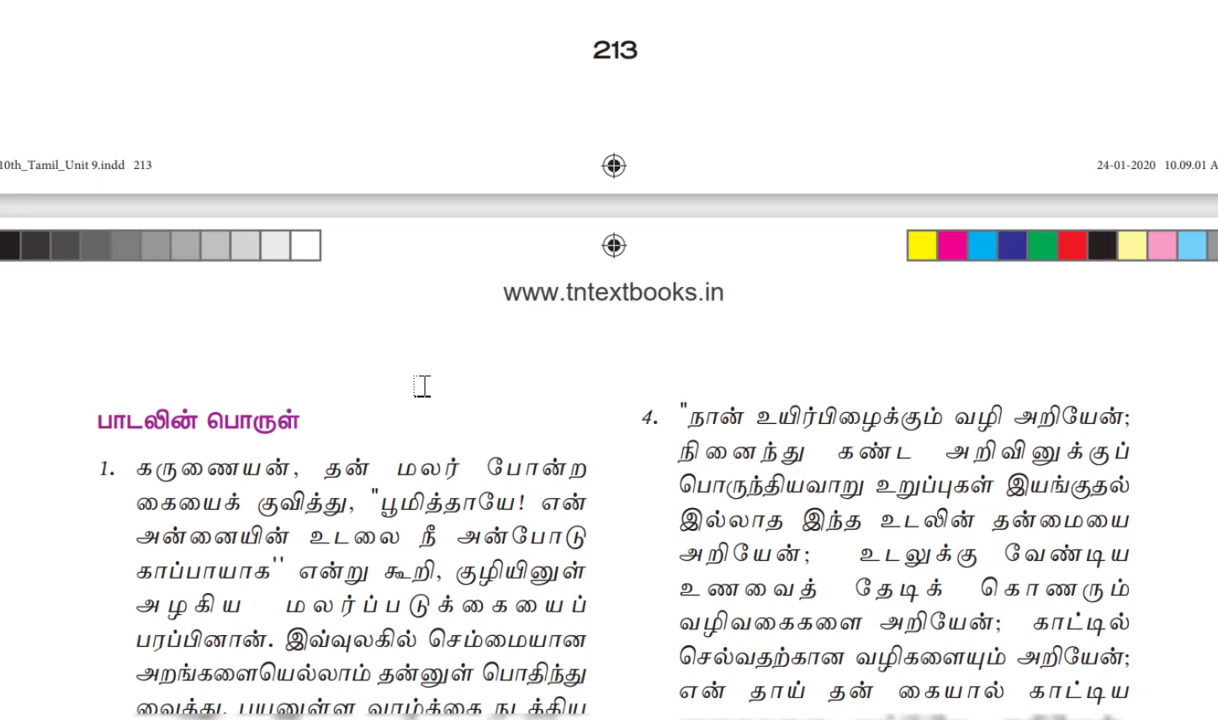 213
10th_Tamil_Unit 9.indd 213
24-01-2020 10.09.01 A
www.tntextbooks.in
பாடலின் பொருள்
1. கருணையன், தன் மலர் போன்ற
கையைக் குவித்து, "பூமித்தாயே! என்
அன்னையின் உடலை நீ அன்போடு
காப்பாயாக'' என்று கூறி, குழியினுள்
அழகிய மலர்ப்படுக்கையைப்
பரப்பினான். இவ்வுலகில் செம்மையான
அறங்களையெல்லாம் தன்னுள் பொதிந்து
வைத்து, பயனுள்ள வாழ்க்கை நடத்திய
4. "நான் உயிர்பிழைக்கும் வழி அறியேன்;
நினைந்து கண்ட அறிவினுக்குப்
பொருந்தியவாறு உறுப்புகள் இயங்குதல்
இல்லாத இந்த உடலின் தன்மையை
அறியேன்; உடலுக்கு வேண்டிய
உணவைத் தேடிக் கொணரும்
வழிவகைகளை அறியேன்; காட்டில்
செல்வதற்கான வழிகளையும் அறியேன்;
என் தாய் தன் கையால் காட்டிய